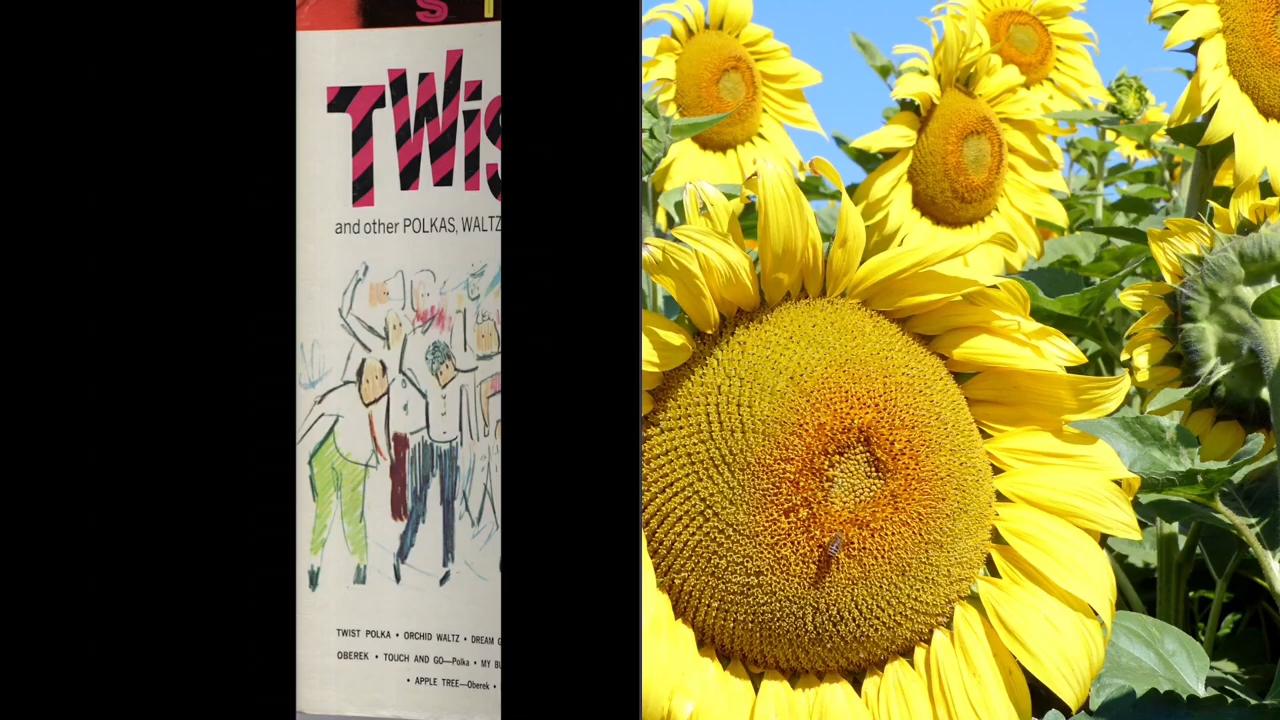 TWis
and other POLKAS, WALTZ
TWIST POLKA • ORCHID WALTZ • DREAM
OBEREK • TOUCH AND GO—Polka • MY
• APPLE TREE—Oberek •